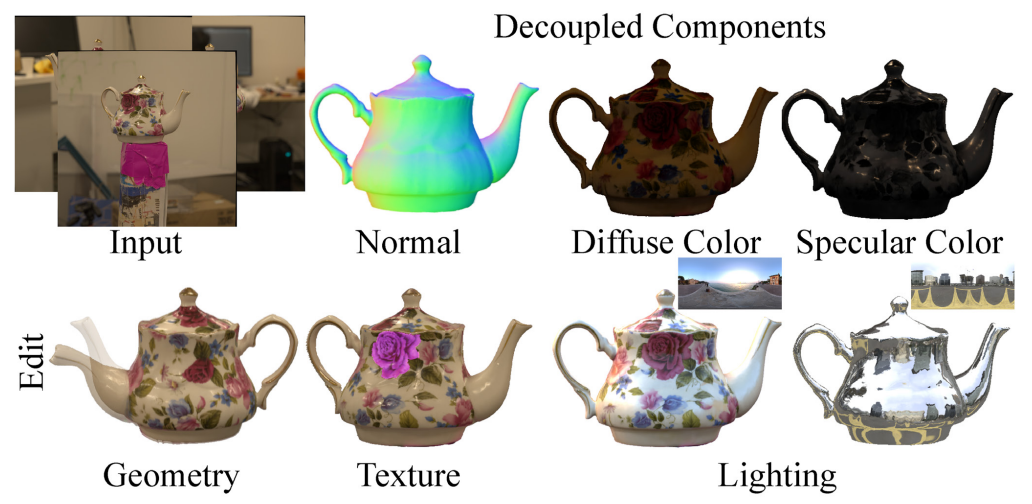 Decoupled Components
Input
Normal
Diffuse Color
Specular Color
Edit
Geometry
Texture
Lighting